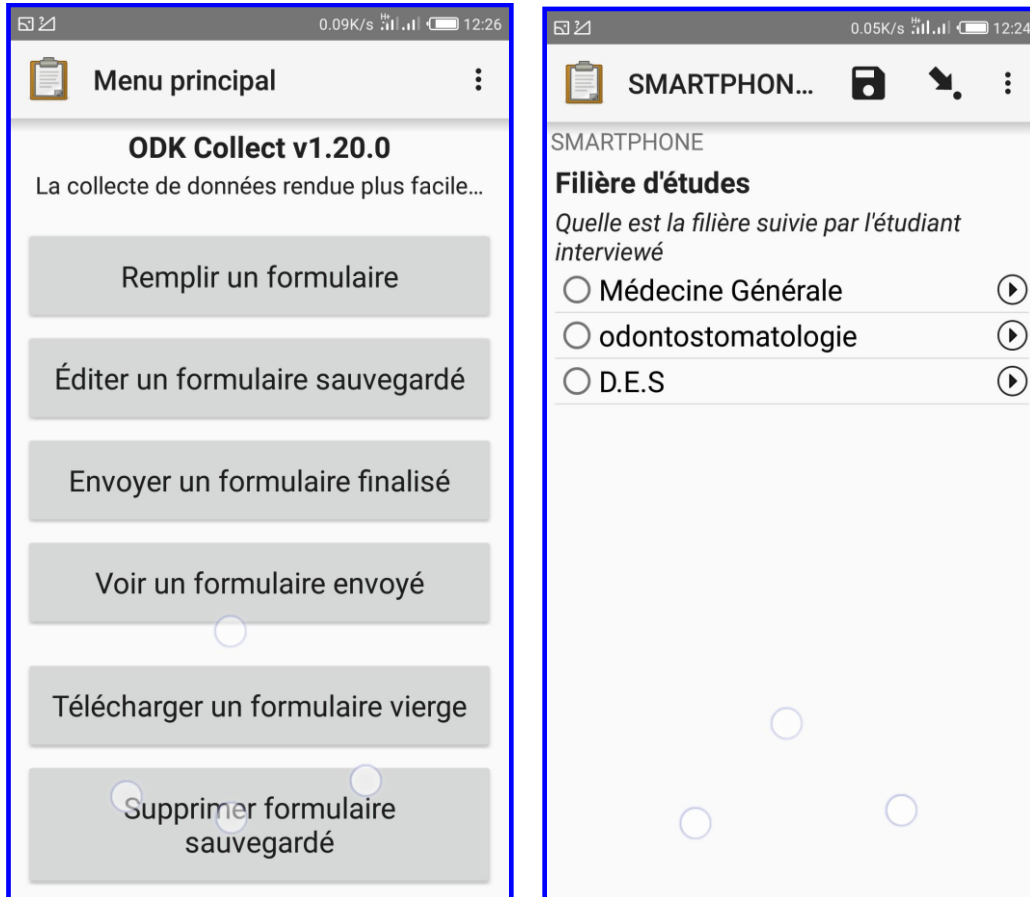 0.09K/s 12:26
Menu principal
ODK Collect v1.20.0
La collecte de données rendue plus facile...
Remplir un formulaire
Éditer un formulaire sauvegardé
Envoyer un formulaire finalisé
Voir un formulaire envoyé
Télécharger un formulaire vierge
Supprimer formulaire
sauvegardé
0.05K/s 12:24
SMARTPHON...
SMARTPHONE
Filière d'études
Quelle est la filière suivie par l'étudiant
interviewé
Médecine Générale
odontostomatologie
D.E.S